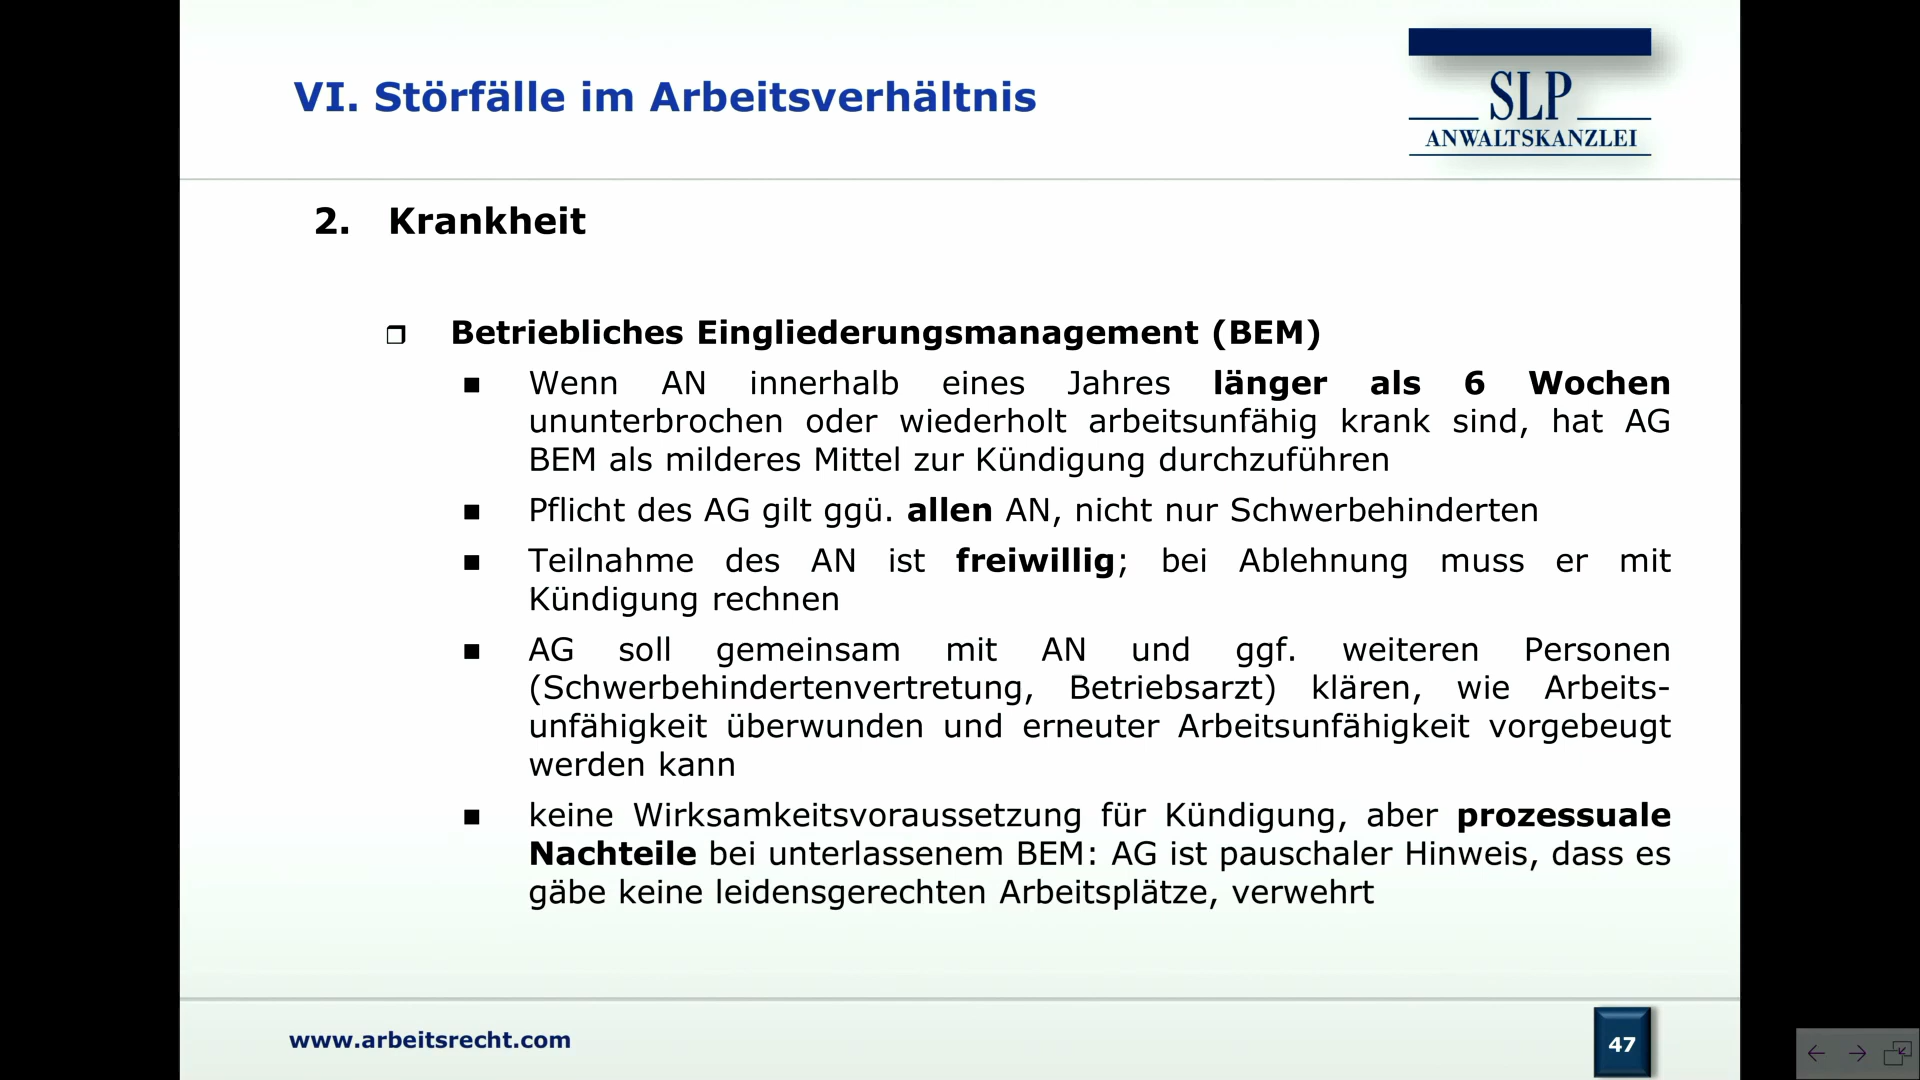 VI. Störfälle im Arbeitsverhältnis
SLP
ANWALTSKANZLEI
2. Krankheit
Betriebliches Eingliederungsmanagement (BEM)
Wenn AN innerhalb eines Jahres länger als 6 Wochen
ununterbrochen oder wiederholt arbeitsunfähig krank sind, hat AG
BEM als milderes Mittel zur Kündigung durchzuführen
Pflicht des AG gilt ggü. allen AN, nicht nur Schwerbehinderten
Teilnahme des AN ist freiwillig; bei Ablehnung muss er mit
Kündigung rechnen
AG soll gemeinsam mit AN und ggf. weiteren Personen
(Schwerbehindertenvertretung, Betriebsarzt) klären, wie Arbeits-
unfähigkeit überwunden und erneuter Arbeitsunfähigkeit vorgebeugt
werden kann
keine Wirksamkeitsvoraussetzung für Kündigung, aber prozessuale
Nachteile bei unterlassenem BEM: AG ist pauschaler Hinweis, dass es
gäbe keine leidensgerechten Arbeitsplätze, verwehrt
www.arbeitsrecht.com
47